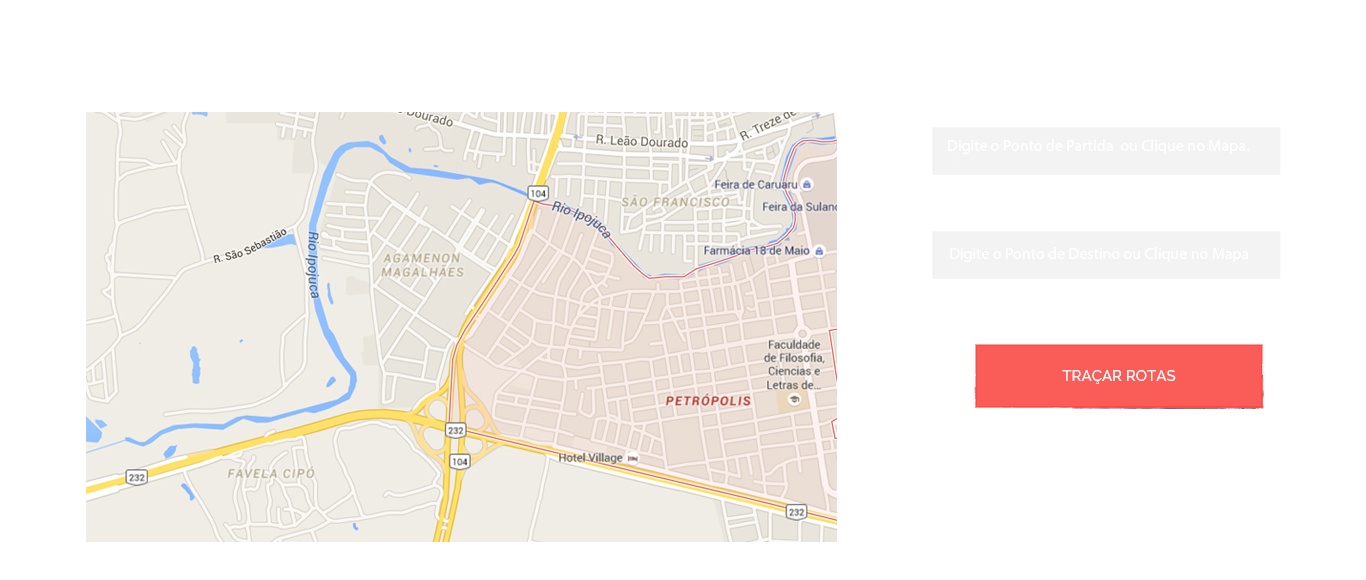 Dourado
R. Leão Dourado
R. Treze de
104
Feira de Caruaru
SÃO FRANCISCO
Feira da Sulanc
Rio Ipojuca
R. São Sebastião
Rio Ipojuca
AGAMENON
MAGALHÃES
Farmácia 18 de Maio
Faculdade
de Filosofia,
Ciencias e
Letras de...
PETRÓPOLIS
232
Hotel Village
104
FAVELA CIPÓ
232
232
Digite o Ponto de Partida ou Clique no Mapa.
Digite o Ponto de Destino ou Clique no Mapa
TRAÇAR ROTAS